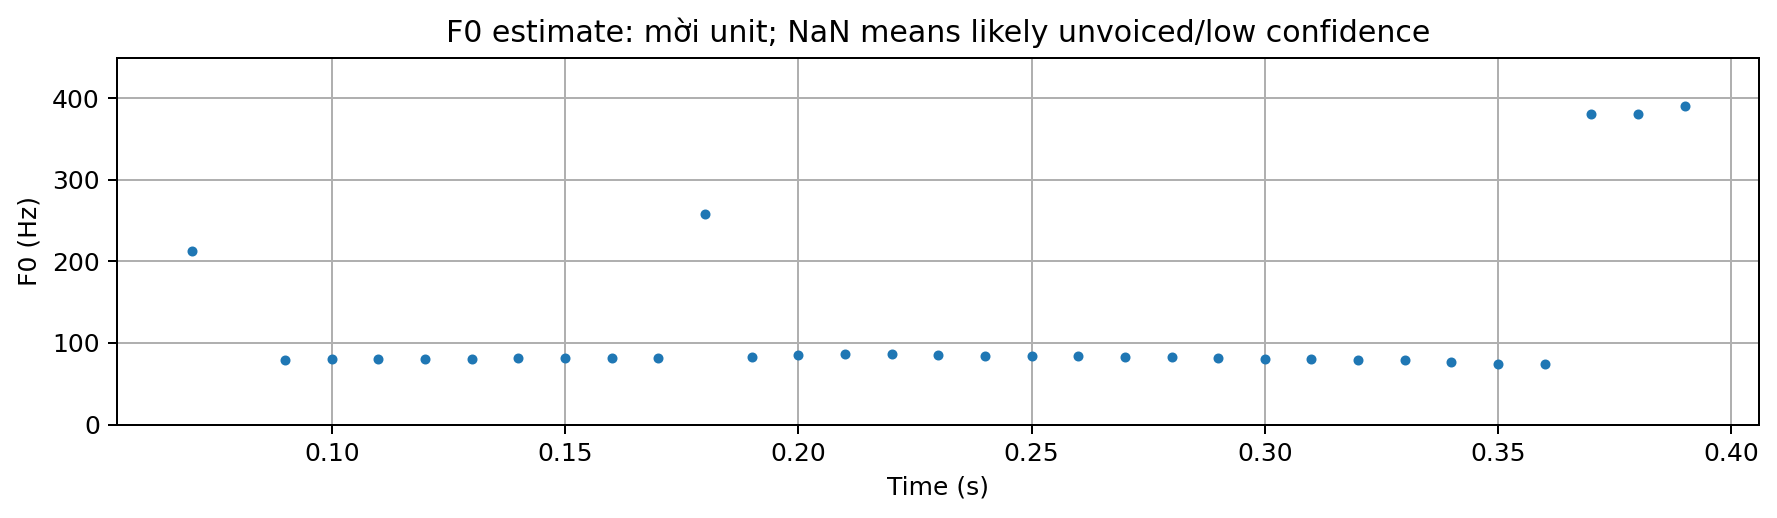 F0 estimate: mời unit; NaN means likely unvoiced/low confidence
400
300
200
100
0
F0 (Hz)
0.10 0.15 0.20 0.25 0.30 0.35 0.40
Time (s)